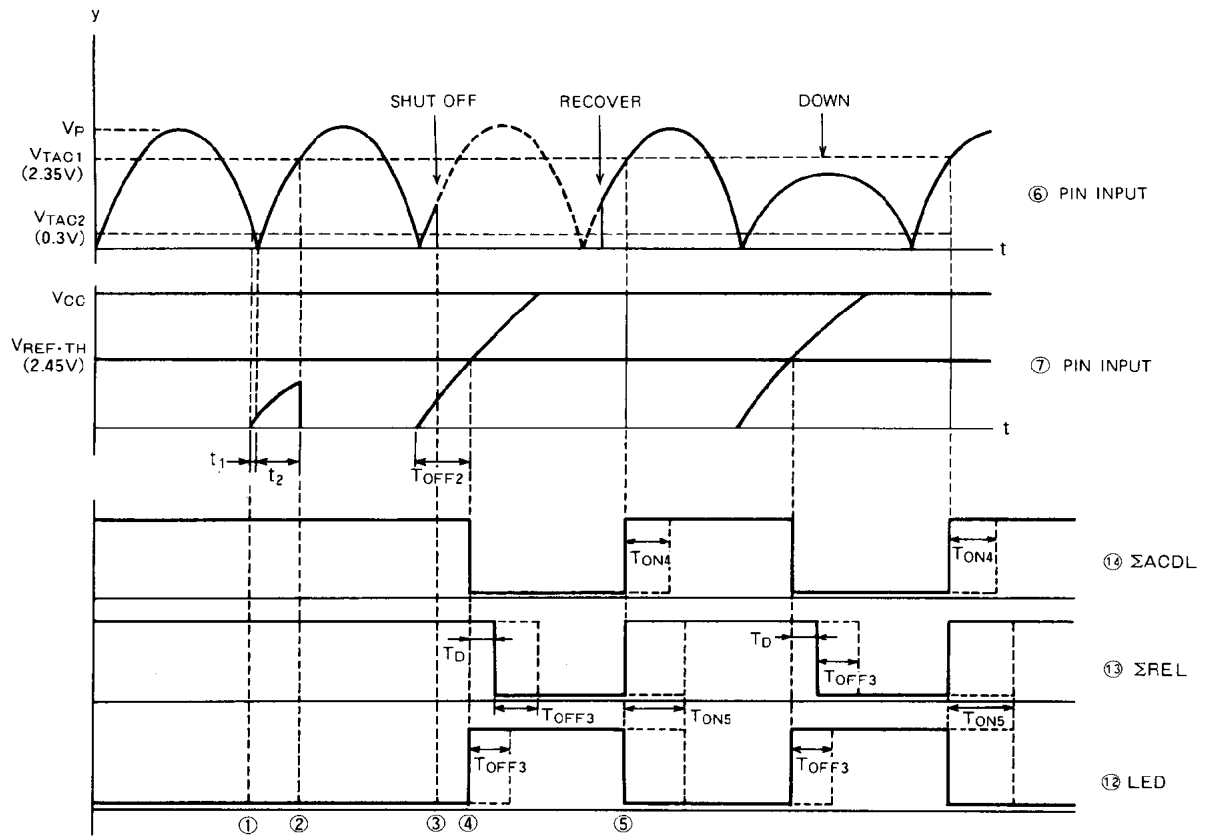 y
SHUT OFF
RECOVER
DOWN
VP
VTAC1
(2.35V)
VTAC2
(0.3V)
⑥ PIN INPUT
t
VCC
VREF·TH
(2.45V)
⑦ PIN INPUT
t
t1
t2
TOFF2
TON4
TON4
⑭ ΣACDL
TD
TD
TOFF3
⑬ ΣREL
TOFF3
TON5
TON5
TOFF3
TOFF3
⑫ LED
① ② ③ ④ ⑤